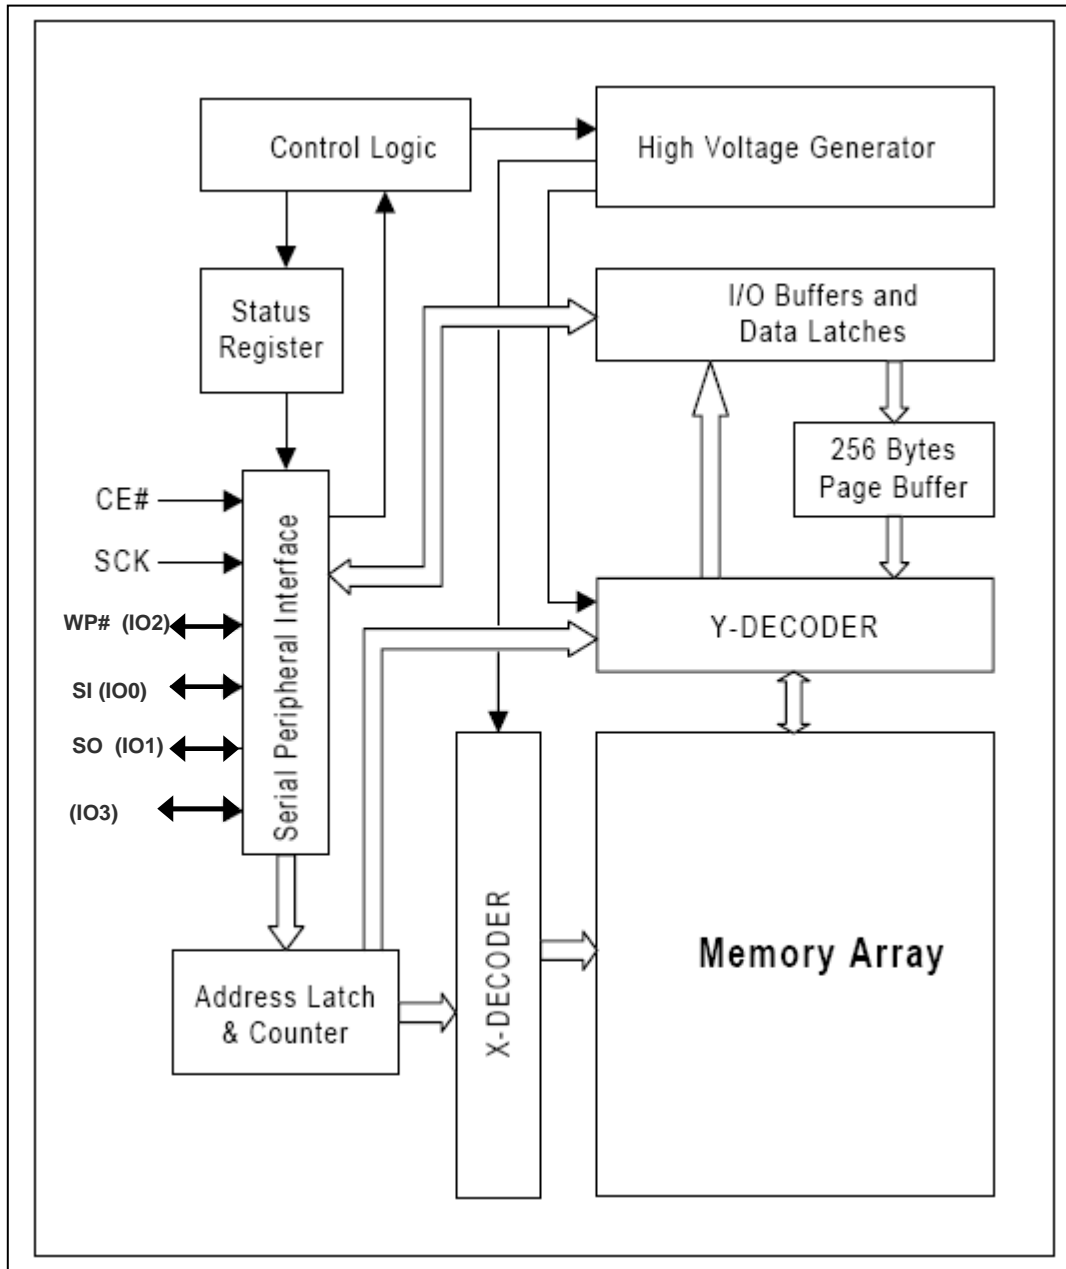 Control Logic
High Voltage Generator
Status
Register
I/O Buffers and
Data Latches
256 Bytes
Page Buffer
CE#
SCK
WP# (IO2)
SI (IO0)
SO (IO1)
(IO3)
Serial Peripheral Interface
Y-DECODER
Address Latch
& Counter
X-DECODER
Memory Array